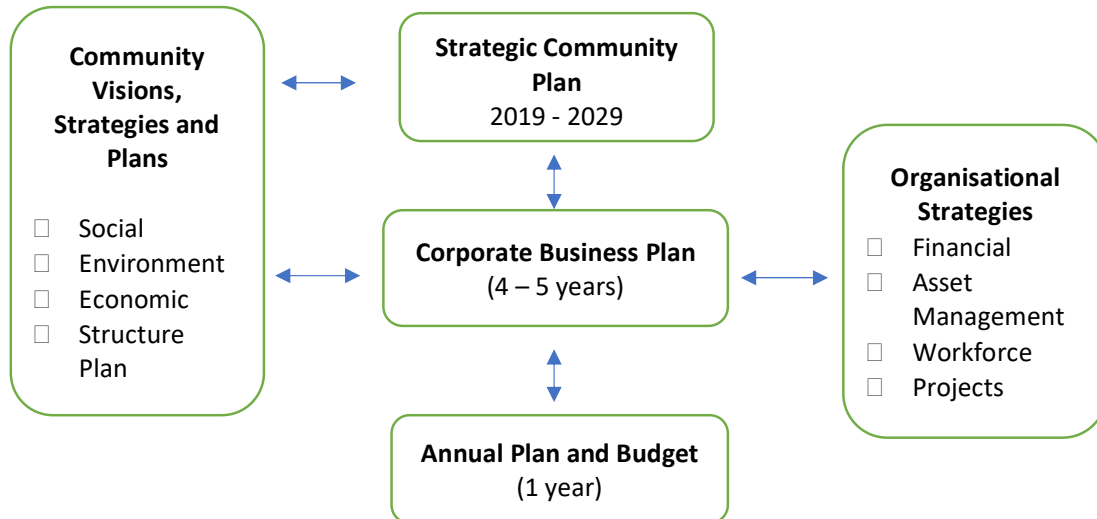 Community
Visions,
Strategies and
Plans
□ Social
□ Environment
□ Economic
□ Structure
Plan
Strategic Community
Plan
2019 - 2029
Corporate Business Plan
(4 – 5 years)
Annual Plan and Budget
(1 year)
Organisational
Strategies
□ Financial
□ Asset
Management
□ Workforce
□ Projects